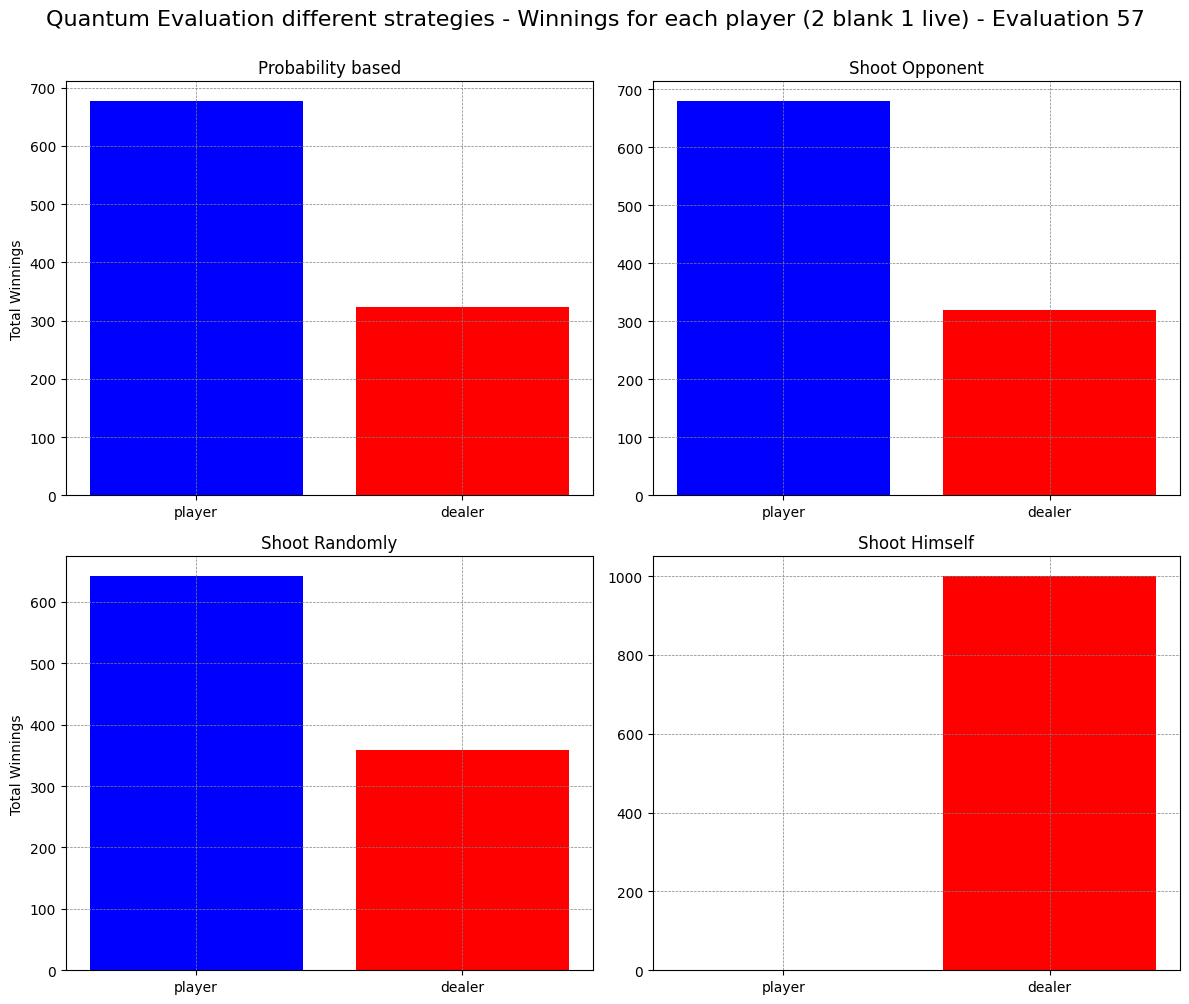 Quantum Evaluation different strategies - Winnings for each player (2 blank 1 live) - Evaluation 57
Probability based
Total Winnings
700
600
500
400
300
200
100
0
player
dealer
Shoot Opponent
700
600
500
400
300
200
100
0
player
dealer
Shoot Randomly
Total Winnings
600
500
400
300
200
100
0
player
dealer
Shoot Himself
1000
800
600
400
200
0
player
dealer